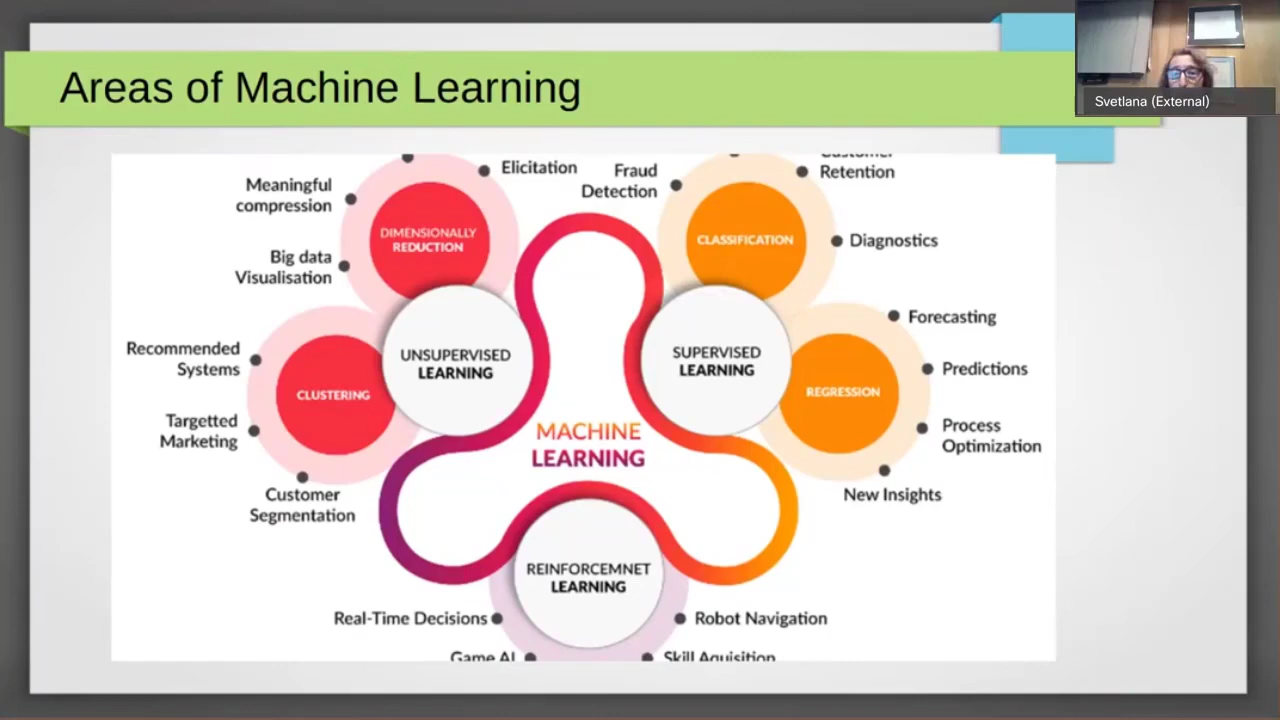 Areas of Machine Learning
Svetlana (External)
Elicitation
Meaningful
compression
DIMENSIONALLY
REDUCTION
Big data
Visualisation
Fraud
Detection
Customer
Retention
CLASSIFICATION
Diagnostics
UNSUPERVISED
LEARNING
SUPERVISED
LEARNING
Recommended
Systems
CLUSTERING
Targetted
Marketing
Customer
Segmentation
Forecasting
Predictions
REGRESSION
Process
Optimization
New Insights
MACHINE
LEARNING
REINFORCEMNET
LEARNING
Real-Time Decisions
Robot Navigation
Game AI
Skill Aquisition